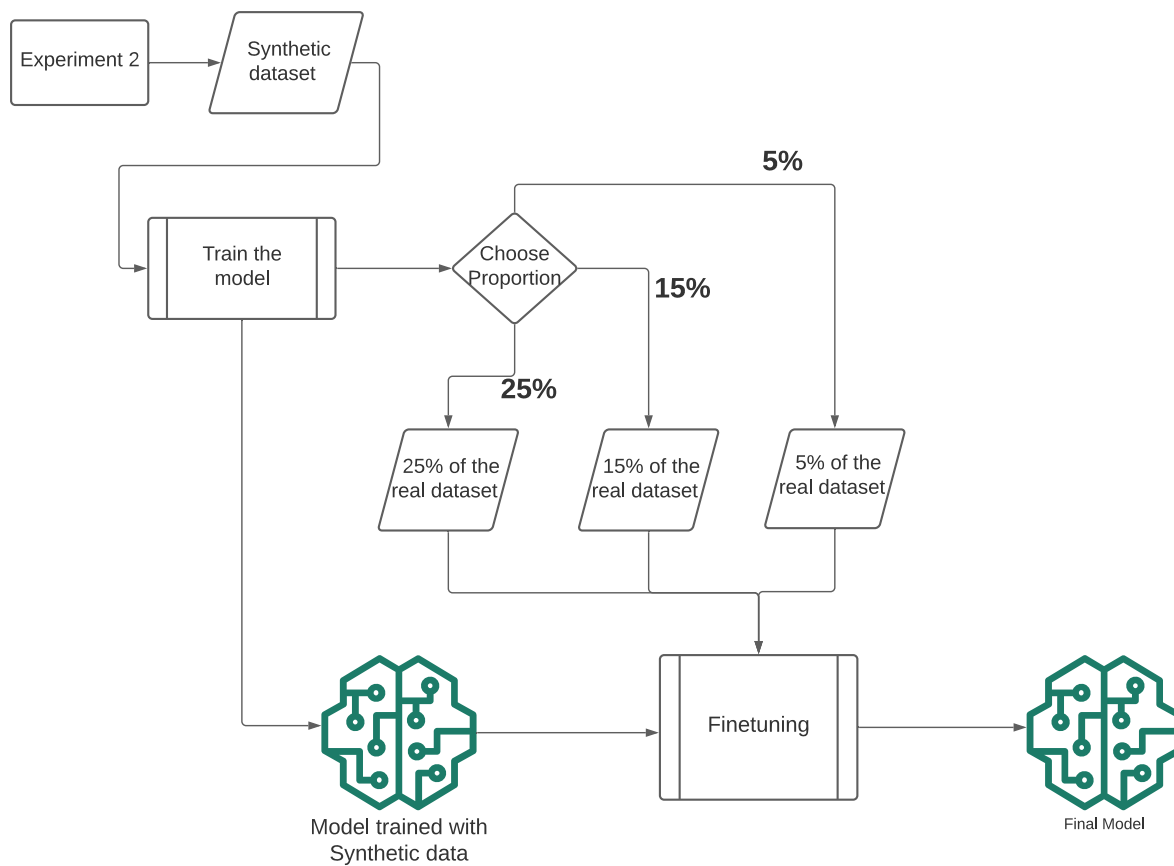 Experiment 2
Synthetic
dataset
5%
Train the
model
Choose
Proportion
15%
25%
25% of the
real dataset
15% of the
real dataset
5% of the
real dataset
Finetuning
Model trained with
Synthetic data
Final Model